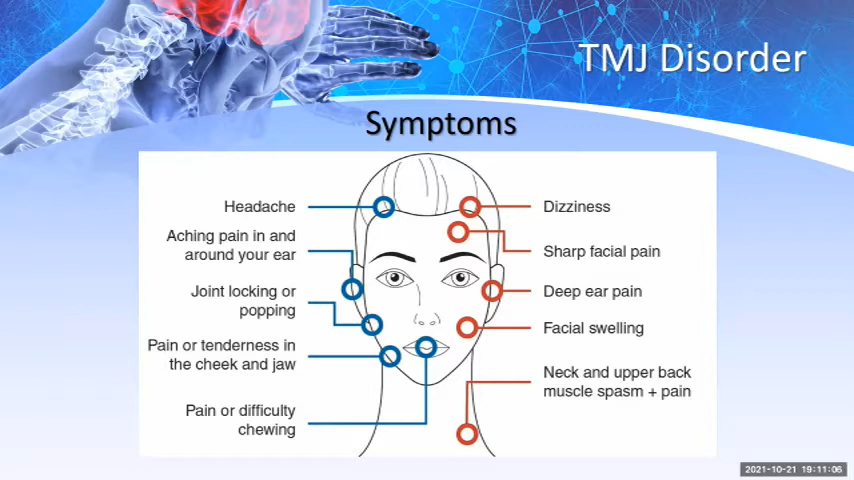 TMJ Disorder
Symptoms
Headache
Aching pain in and
around your ear
Joint locking or
popping
Pain or tenderness in
the cheek and jaw
Pain or difficulty
chewing
Dizziness
Sharp facial pain
Deep ear pain
Facial swelling
Neck and upper back
muscle spasm + pain
2021-10-21 19:11:06